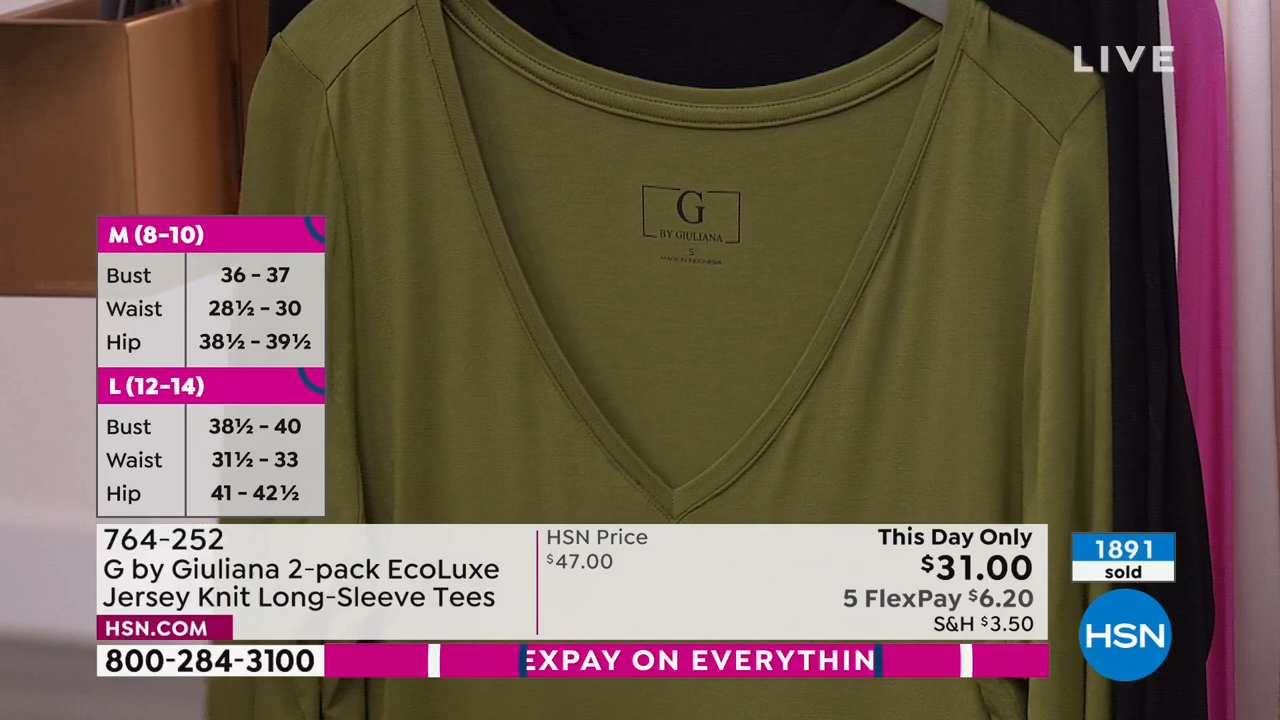 LIVE
G
BY GIULIANA
S
MADE IN INDONESIA
M (8-10)
Bust 36 - 37
Waist 28½ - 30
Hip 38½ - 39½
L (12-14)
Bust 38½ - 40
Waist 31½ - 33
Hip 41 - 42½
764-252
G by Giuliana 2-pack EcoLuxe
Jersey Knit Long-Sleeve Tees
HSN.COM
HSN Price
$47.00
This Day Only
$31.00
5 FlexPay $6.20
S&H $3.50
1891
sold
HSN
800-284-3100
EXPAY ON EVERYTHIN